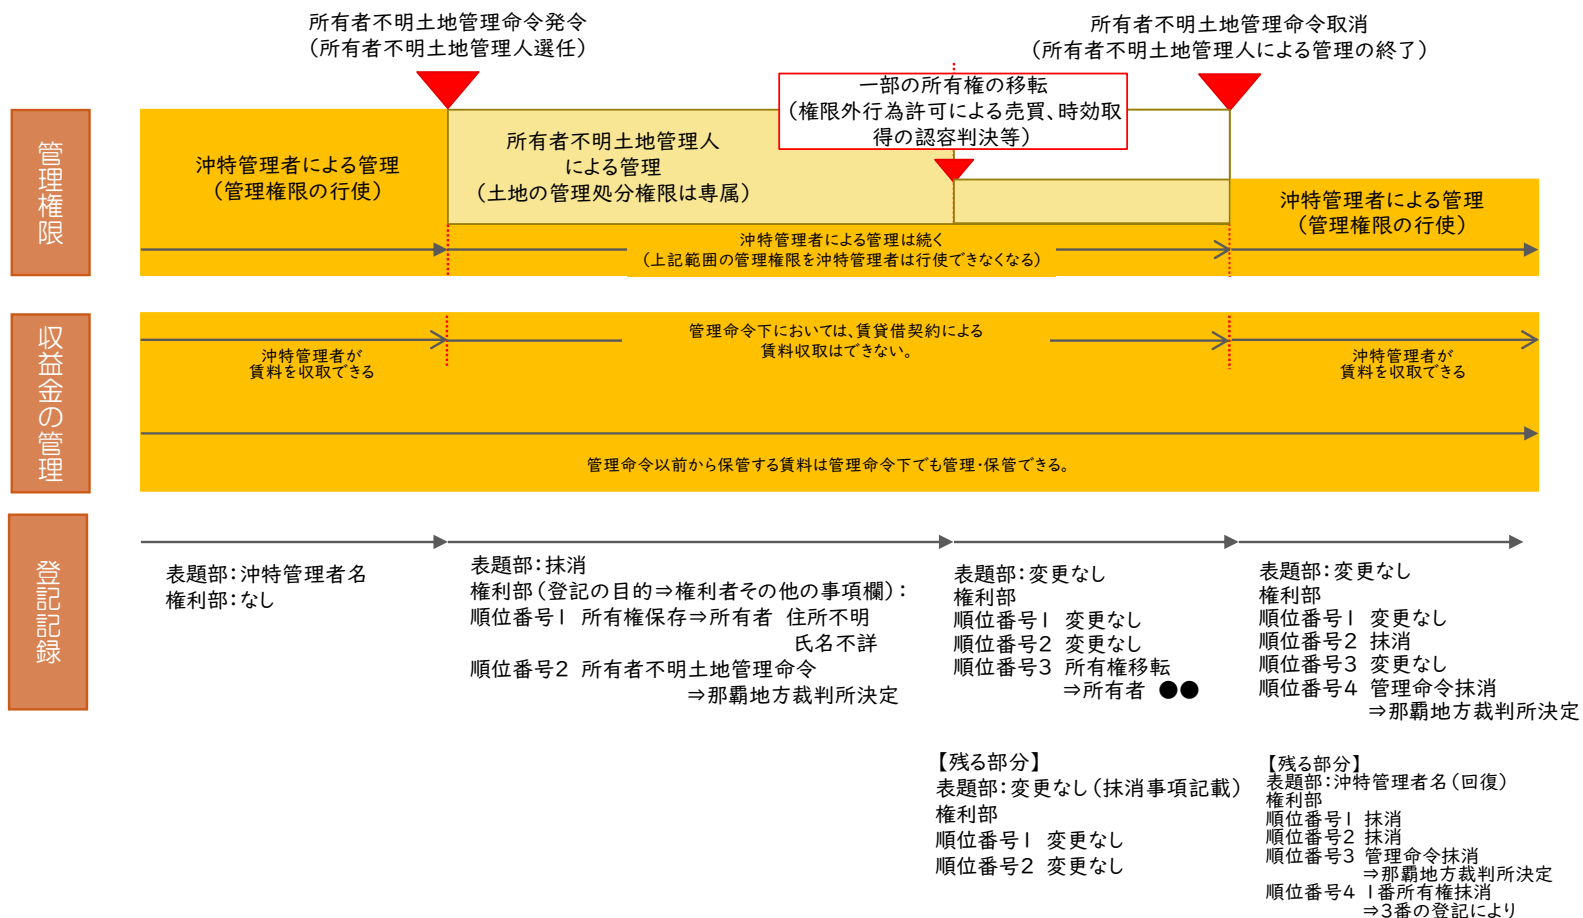 所有者不明土地管理命令発令
（所有者不明土地管理人選任）
所有者不明土地管理命令取消
（所有者不明土地管理人による管理の終了）
一部の所有権の移転
（権限外行為許可による売買、時効取
得の認容判決等）
管理権限
沖特管理者による管理
（管理権限の行使）
所有者不明土地管理人
による管理
（土地の管理処分権限は専属）
沖特管理者による管理
（管理権限の行使）
沖特管理者による管理は続く
（上記範囲の管理権限を沖特管理者は行使できなくなる）
収益金の管理
沖特管理者が
賃料を収取できる
管理命令下においては、賃貸借契約による
賃料収取はできない。
沖特管理者が
賃料を収取できる
管理命令以前から保管する賃料は管理命令下でも管理・保管できる。
登記記録
表題部：沖特管理者名
権利部：なし
表題部：抹消
権利部（登記の目的⇒権利者その他の事項欄）：
順位番号1 所有権保存⇒所有者 住所不明
氏名不詳
順位番号2 所有者不明土地管理命令
⇒那覇地方裁判所決定
表題部：変更なし
権利部
順位番号1 変更なし
順位番号2 変更なし
順位番号3 所有権移転
⇒所有者 ●●
【残る部分】
表題部：変更なし（抹消事項記載）
権利部
順位番号1 変更なし
順位番号2 変更なし
表題部：変更なし
権利部
順位番号1 変更なし
順位番号2 抹消
順位番号3 変更なし
順位番号4 管理命令抹消
⇒那覇地方裁判所決定
【残る部分】
表題部：沖特管理者名（回復）
権利部
順位番号1 抹消
順位番号2 抹消
順位番号3 管理命令抹消
⇒那覇地方裁判所決定
順位番号4 1番所有権抹消
⇒3番の登記により